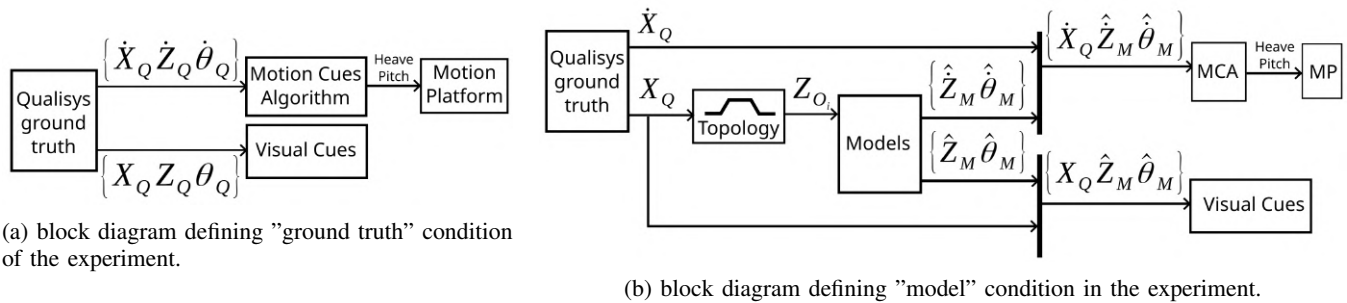 {Ẋ_Q Ż_Q θ̇_Q}
Qualisys
ground
truth
Motion Cues
Algorithm
Heave
Pitch
Motion
Platform
Visual Cues
{X_Q Z_Q θ_Q}
(a) block diagram defining ”ground truth” condition
of the experiment.
Qualisys
ground
truth
Ẋ_Q
X_Q
Topology
Z_{O_i}
Models
{Ẑ̇_M θ̂̇_M}
{Ẑ_M θ̂_M}
{Ẋ_Q Ẑ̇_M θ̂̇_M}
MCA
Heave
Pitch
MP
{X_Q Ẑ_M θ̂_M}
Visual Cues
(b) block diagram defining ”model” condition in the experiment.